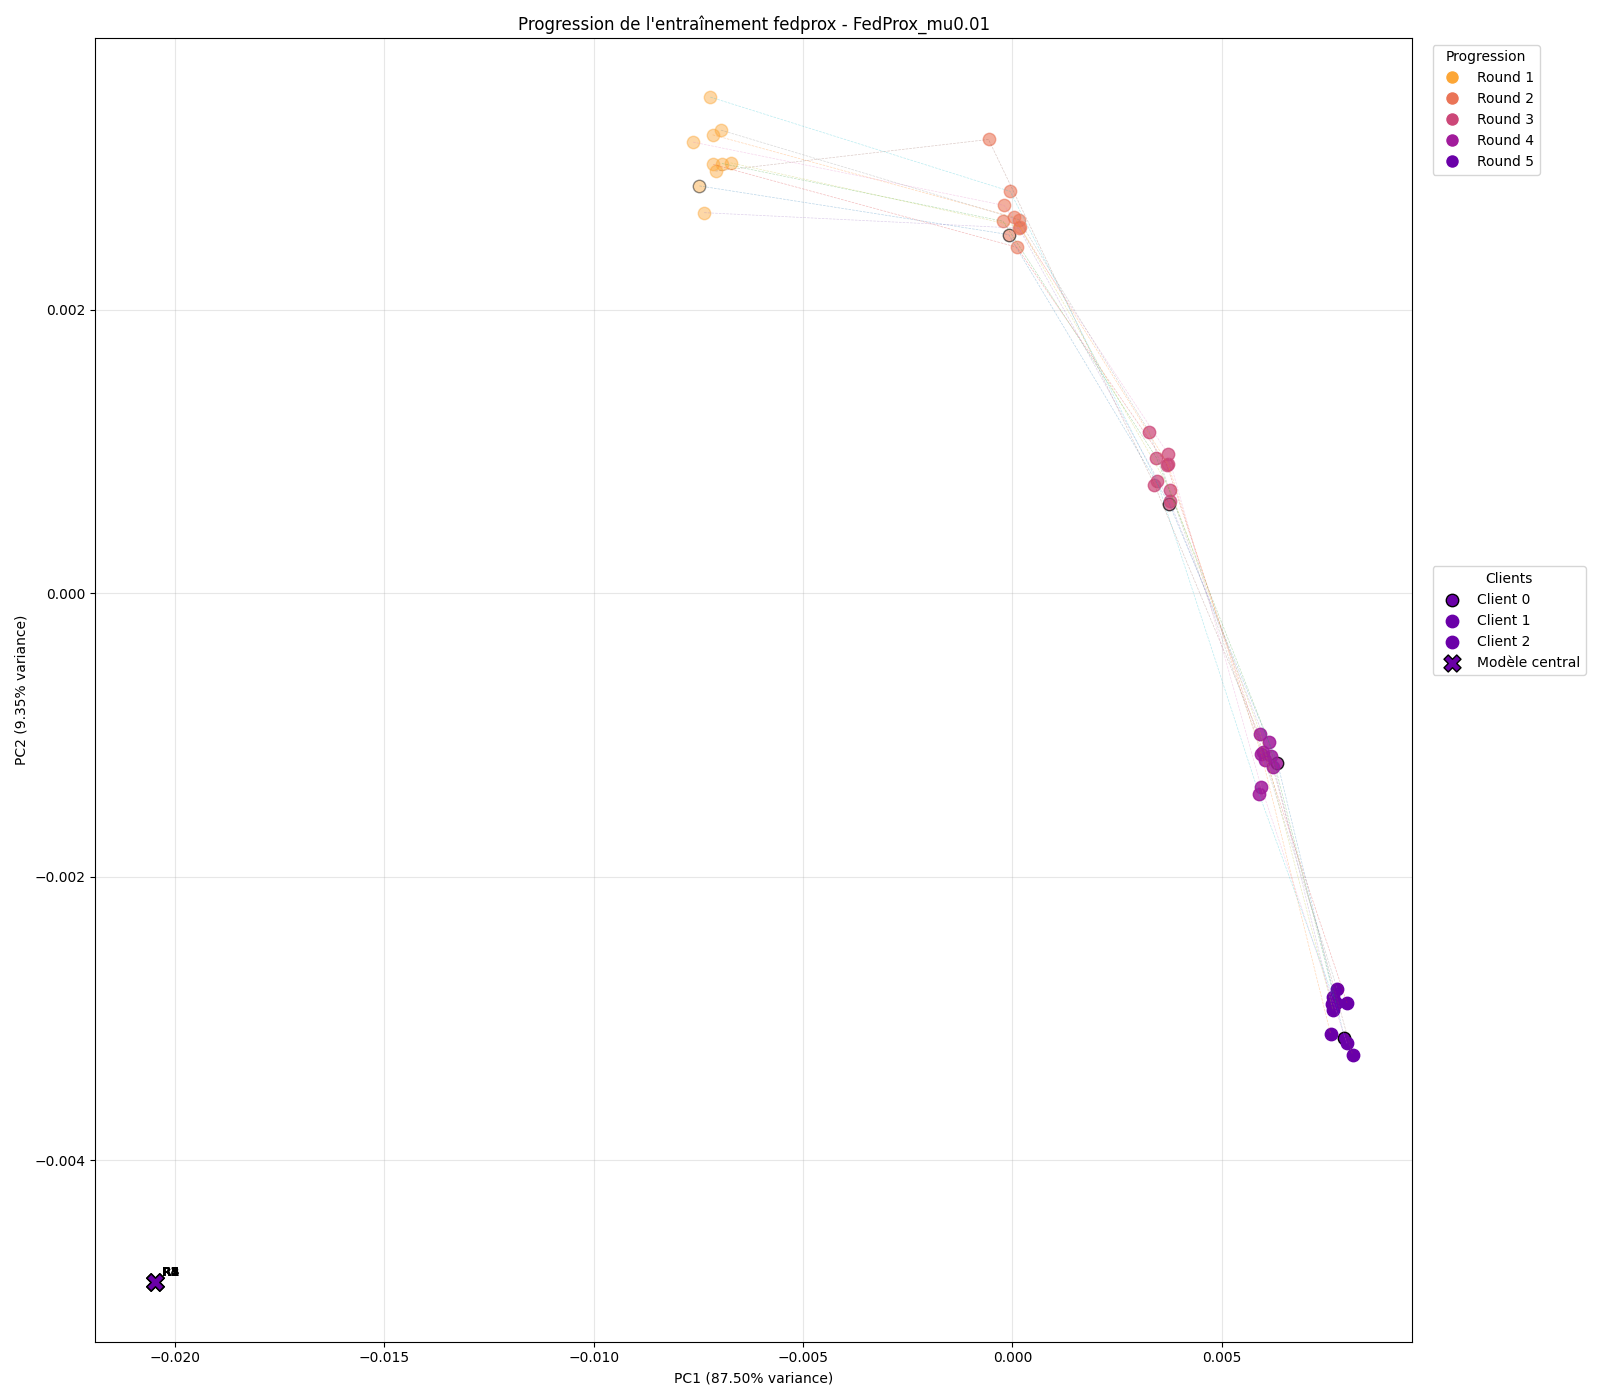 Progression de l'entraînement fedprox - FedProx_mu0.01
Progression
Round 1
Round 2
Round 3
Round 4
Round 5
Clients
Client 0
Client 1
Client 2
Modèle central
PC2 (9.35% variance)
0.002
0.000
−0.002
−0.004
−0.020
−0.015
−0.010
−0.005
0.000
0.005
PC1 (87.50% variance)